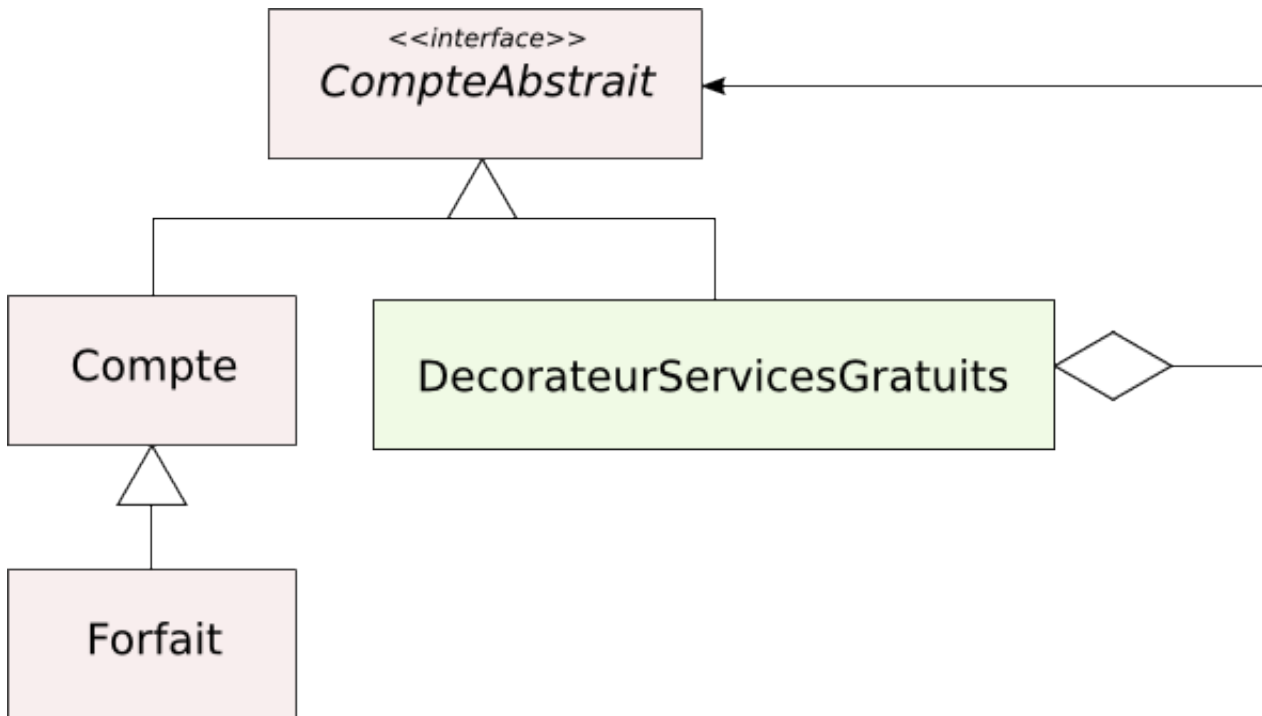 <<interface>>
CompteAbstrait
Compte
DecorateurServicesGratuits
Forfait